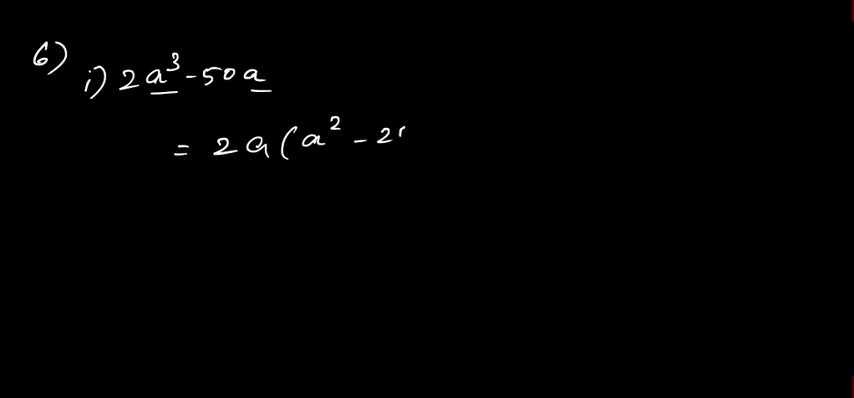 6)
i) 2a³ - 50a
= 2a(a² - 2